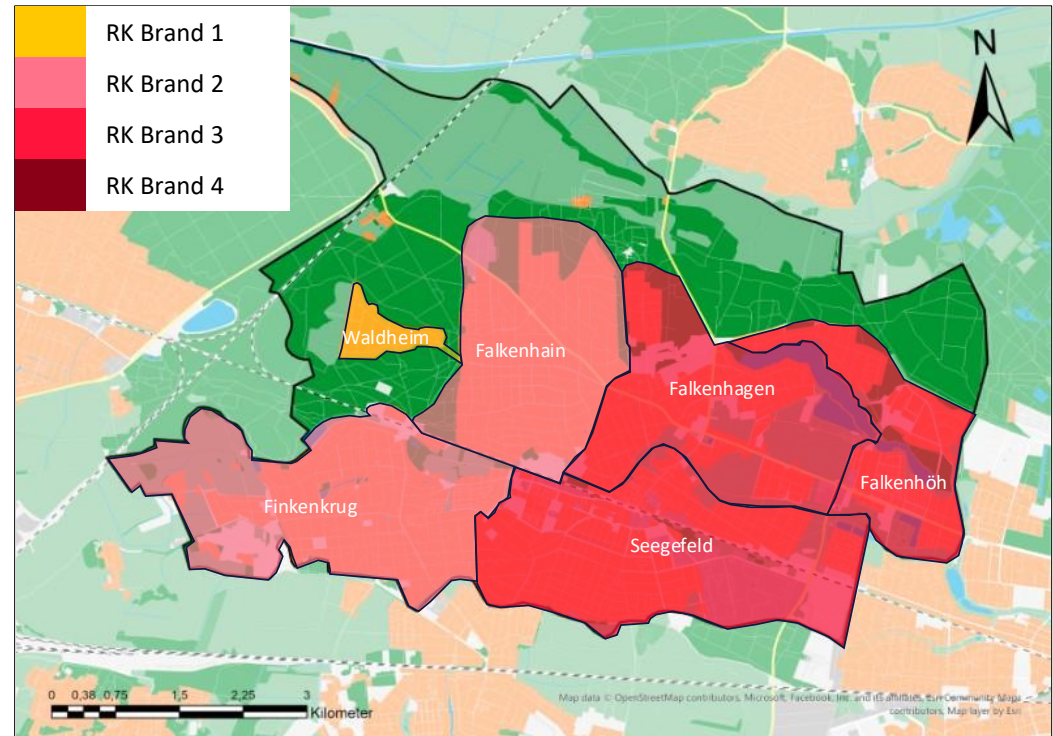 RK Brand 1
RK Brand 2
RK Brand 3
RK Brand 4
N
Waldheim
Falkenhain
Falkenhagen
Falkenhöh
Finkenkrug
Seegefeld
0 0,38 0,75 1,5 2,25 3
Kilometer
Map data © OpenStreetMap contributors, Microsoft, Facebook, Inc. and its affiliates, Esri Community Maps
contributors, Map layer by Esri